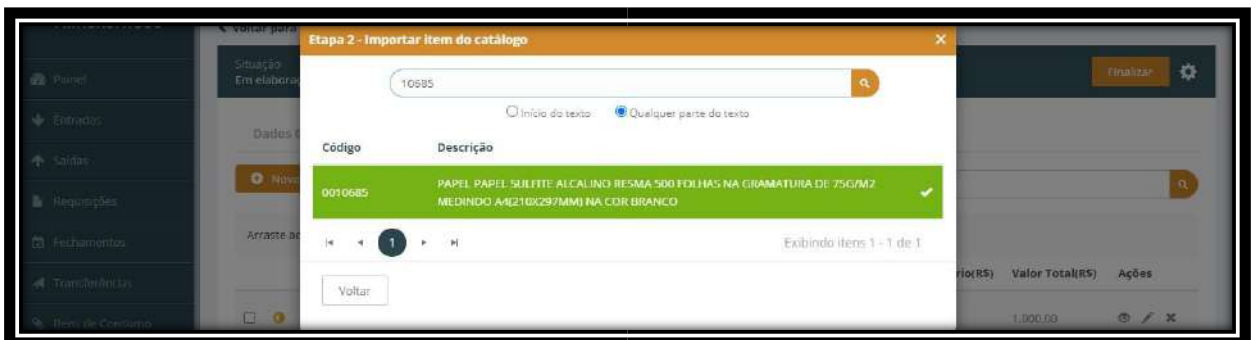 Voltar para
Etapa 2 - Importar item do catálogo
Situação
Em elaboraç
Finalizar
10685
Início do texto
Qualquer parte do texto
Painel
Entradas
Saídas
Requisições
Fechamentos
Transferências
Itens de Consumo
Dados
Novo
Código
Descrição
0010685
PAPEL PAPEL SULFITE ALCALINO RESMA 500 FOLHAS NA GRAMATURA DE 75G/M2
MEDINDO A4(210X297MM) NA COR BRANCO
Arraste ao
1
Exibindo itens 1 - 1 de 1
Voltar
rio(R$)
Valor Total(R$)
Ações
1.000,00